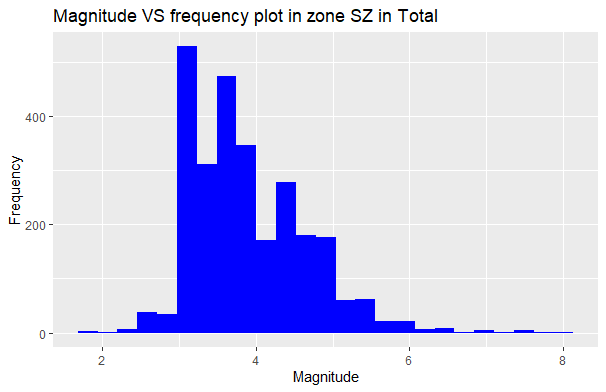 Magnitude VS frequency plot in zone SZ in Total
Frequency
400
200
0
2 4 6 8
Magnitude